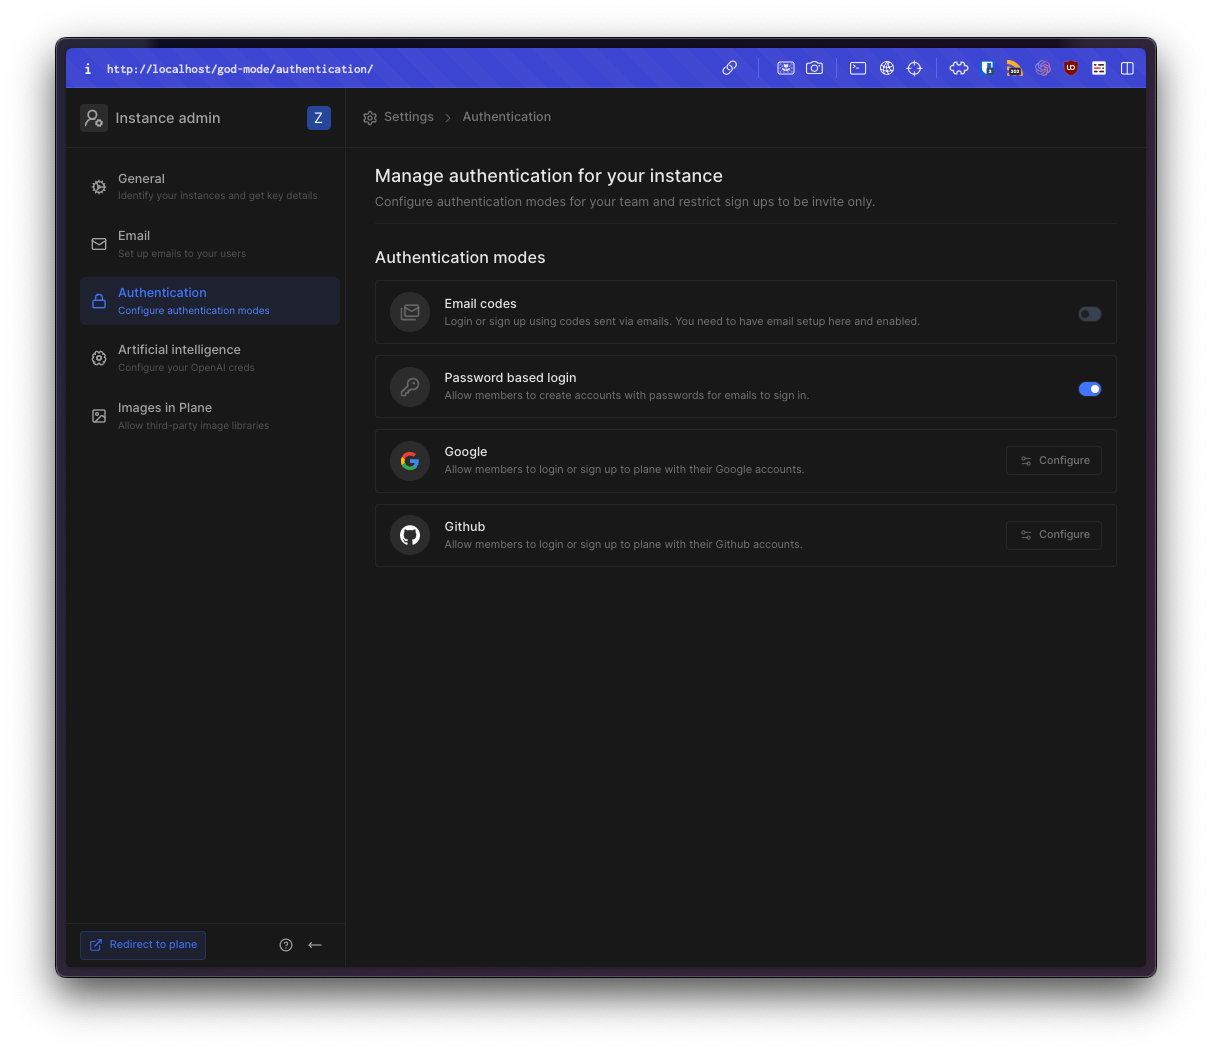 i http://localhost/god-mode/authentication/
Instance admin
Z
Settings > Authentication
General
Identify your instances and get key details
Email
Set up emails to your users
Authentication
Configure authentication modes
Artificial intelligence
Configure your OpenAI creds
Images in Plane
Allow third-party image libraries
Manage authentication for your instance
Configure authentication modes for your team and restrict sign ups to be invite only.
Authentication modes
Email codes
Login or sign up using codes sent via emails. You need to have email setup here and enabled.
Password based login
Allow members to create accounts with passwords for emails to sign in.
Google
Allow members to login or sign up to plane with their Google accounts.
Configure
Github
Allow members to login or sign up to plane with their Github accounts.
Configure
Redirect to plane